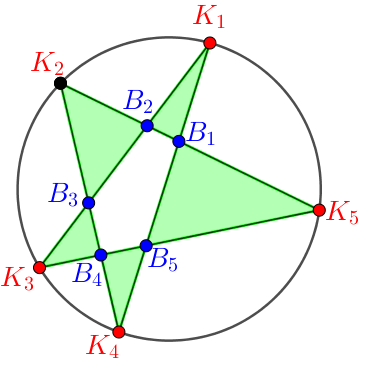 K₁
K₂
B₂
B₁
B₃
K₅
B₅
K₃
B₄
K₄